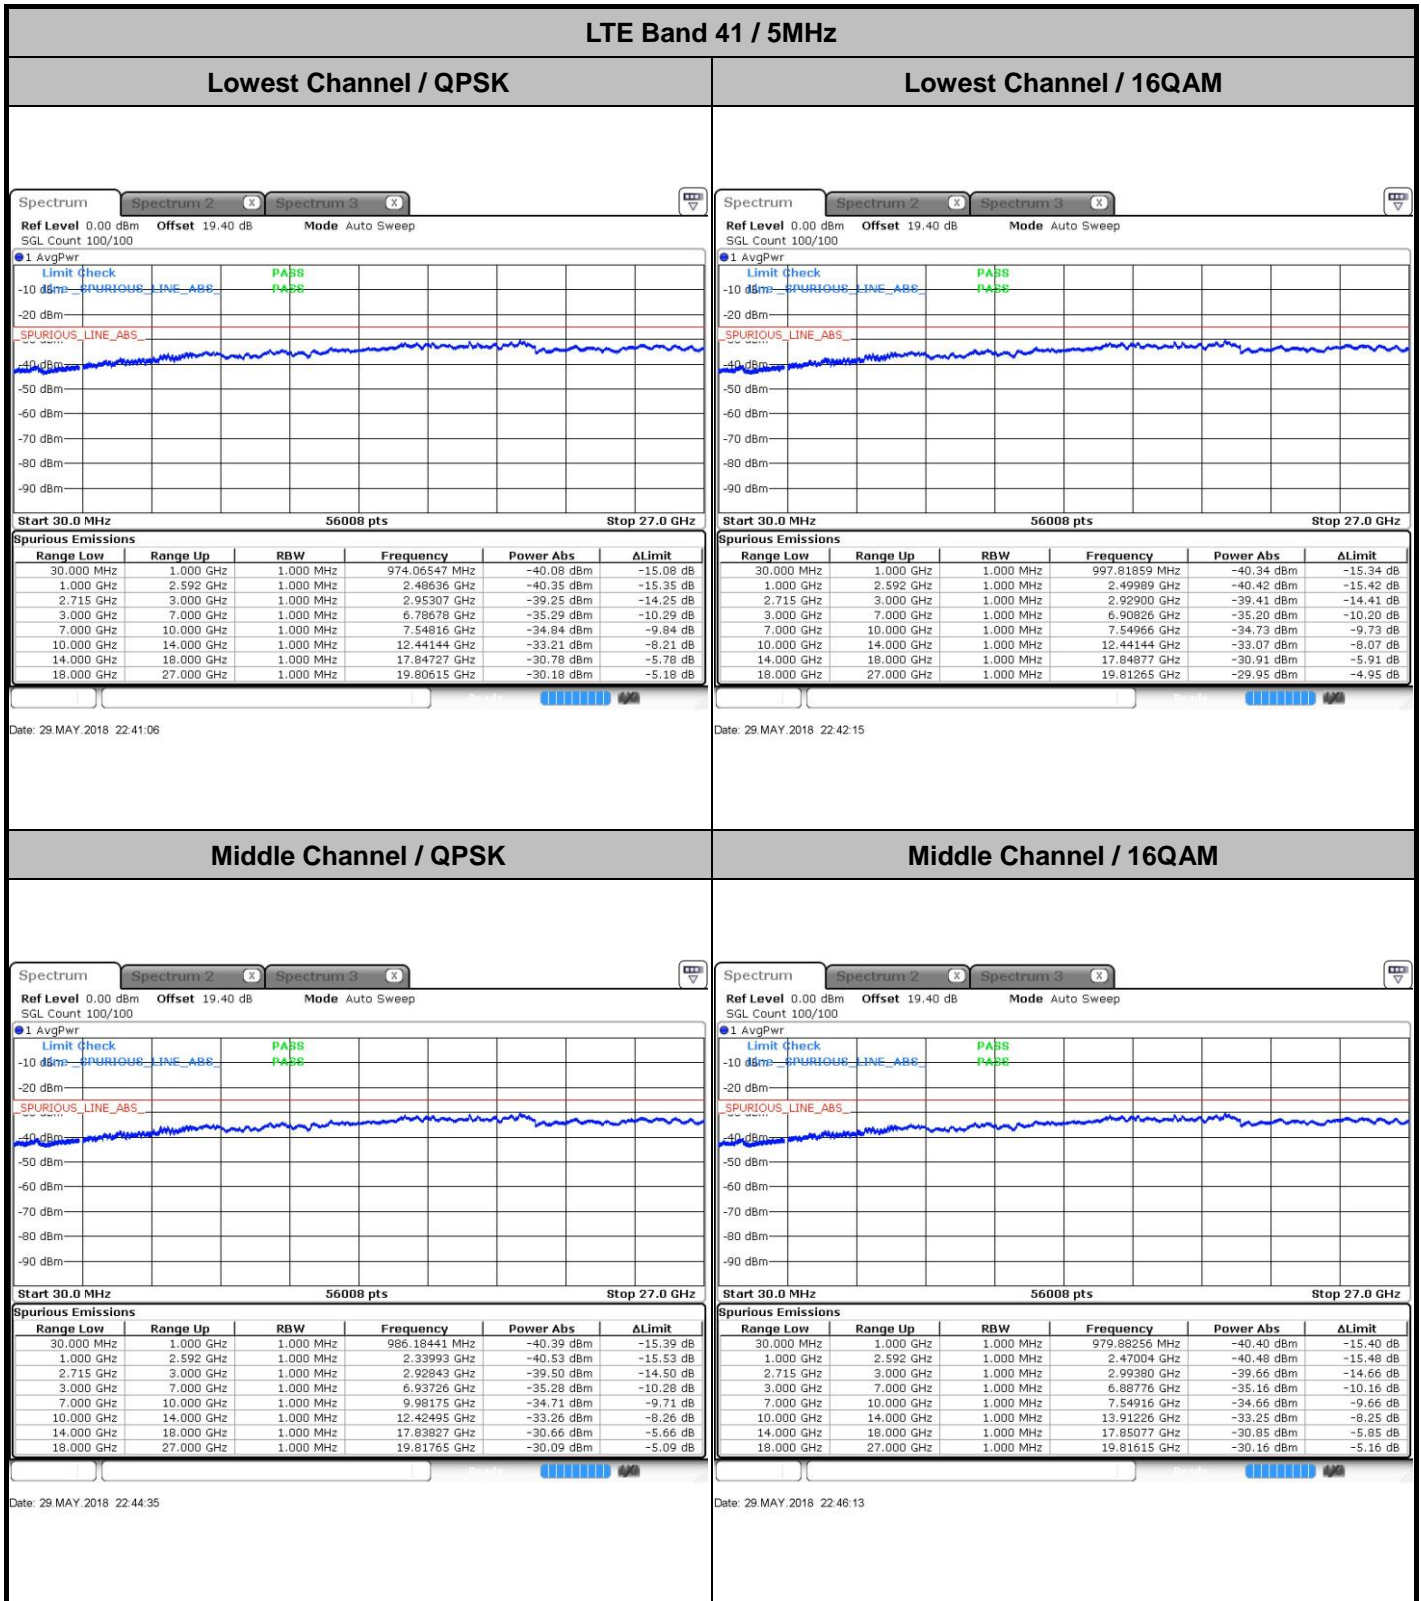 LTE Band 41 / 5MHz
Lowest Channel / QPSK
Lowest Channel / 16QAM
Spectrum Spectrum 2 X Spectrum 3 X
Ref Level 0.00 dBm Offset 19.40 dB Mode Auto Sweep
SGL Count 100/100
1 AvgPwr
Limit Check PASS
-10 dBm Line _SPURIOUS_LINE_ABS_ PASS
-20 dBm
_SPURIOUS_LINE_ABS_
-30 dBm
-40 dBm
-50 dBm
-60 dBm
-70 dBm
-80 dBm
-90 dBm
Start 30.0 MHz 56008 pts Stop 27.0 GHz
Spurious Emissions
Range Low Range Up RBW Frequency Power Abs ΔLimit
30.000 MHz 1.000 GHz 1.000 MHz 974.06547 MHz -40.08 dBm -15.08 dB
1.000 GHz 2.592 GHz 1.000 MHz 2.48636 GHz -40.35 dBm -15.35 dB
2.715 GHz 3.000 GHz 1.000 MHz 2.95307 GHz -39.25 dBm -14.25 dB
3.000 GHz 7.000 GHz 1.000 MHz 6.78678 GHz -35.29 dBm -10.29 dB
7.000 GHz 10.000 GHz 1.000 MHz 7.54816 GHz -34.84 dBm -9.84 dB
10.000 GHz 14.000 GHz 1.000 MHz 12.44144 GHz -33.21 dBm -8.21 dB
14.000 GHz 18.000 GHz 1.000 MHz 17.84727 GHz -30.78 dBm -5.78 dB
18.000 GHz 27.000 GHz 1.000 MHz 19.80615 GHz -30.18 dBm -5.18 dB
Date: 29.MAY.2018 22:41:06
Spectrum Spectrum 2 X Spectrum 3 X
Ref Level 0.00 dBm Offset 19.40 dB Mode Auto Sweep
SGL Count 100/100
1 AvgPwr
Limit Check PASS
-10 dBm Line _SPURIOUS_LINE_ABS_ PASS
-20 dBm
_SPURIOUS_LINE_ABS_
-30 dBm
-40 dBm
-50 dBm
-60 dBm
-70 dBm
-80 dBm
-90 dBm
Start 30.0 MHz 56008 pts Stop 27.0 GHz
Spurious Emissions
Range Low Range Up RBW Frequency Power Abs ΔLimit
30.000 MHz 1.000 GHz 1.000 MHz 997.81859 MHz -40.34 dBm -15.34 dB
1.000 GHz 2.592 GHz 1.000 MHz 2.49989 GHz -40.42 dBm -15.42 dB
2.715 GHz 3.000 GHz 1.000 MHz 2.92900 GHz -39.41 dBm -14.41 dB
3.000 GHz 7.000 GHz 1.000 MHz 6.90826 GHz -35.20 dBm -10.20 dB
7.000 GHz 10.000 GHz 1.000 MHz 7.54966 GHz -34.73 dBm -9.73 dB
10.000 GHz 14.000 GHz 1.000 MHz 12.44144 GHz -33.07 dBm -8.07 dB
14.000 GHz 18.000 GHz 1.000 MHz 17.84877 GHz -30.91 dBm -5.91 dB
18.000 GHz 27.000 GHz 1.000 MHz 19.81265 GHz -29.95 dBm -4.95 dB
Date: 29.MAY.2018 22:42:15
Middle Channel / QPSK
Middle Channel / 16QAM
Spectrum Spectrum 2 X Spectrum 3 X
Ref Level 0.00 dBm Offset 19.40 dB Mode Auto Sweep
SGL Count 100/100
1 AvgPwr
Limit Check PASS
-10 dBm Line _SPURIOUS_LINE_ABS_ PASS
-20 dBm
_SPURIOUS_LINE_ABS_
-30 dBm
-40 dBm
-50 dBm
-60 dBm
-70 dBm
-80 dBm
-90 dBm
Start 30.0 MHz 56008 pts Stop 27.0 GHz
Spurious Emissions
Range Low Range Up RBW Frequency Power Abs ΔLimit
30.000 MHz 1.000 GHz 1.000 MHz 986.18441 MHz -40.39 dBm -15.39 dB
1.000 GHz 2.592 GHz 1.000 MHz 2.33993 GHz -40.53 dBm -15.53 dB
2.715 GHz 3.000 GHz 1.000 MHz 2.92843 GHz -39.50 dBm -14.50 dB
3.000 GHz 7.000 GHz 1.000 MHz 6.93726 GHz -35.28 dBm -10.28 dB
7.000 GHz 10.000 GHz 1.000 MHz 9.98175 GHz -34.71 dBm -9.71 dB
10.000 GHz 14.000 GHz 1.000 MHz 12.42495 GHz -33.26 dBm -8.26 dB
14.000 GHz 18.000 GHz 1.000 MHz 17.83827 GHz -30.66 dBm -5.66 dB
18.000 GHz 27.000 GHz 1.000 MHz 19.81765 GHz -30.09 dBm -5.09 dB
Date: 29.MAY.2018 22:44:35
Spectrum Spectrum 2 X Spectrum 3 X
Ref Level 0.00 dBm Offset 19.40 dB Mode Auto Sweep
SGL Count 100/100
1 AvgPwr
Limit Check PASS
-10 dBm Line _SPURIOUS_LINE_ABS_ PASS
-20 dBm
_SPURIOUS_LINE_ABS_
-30 dBm
-40 dBm
-50 dBm
-60 dBm
-70 dBm
-80 dBm
-90 dBm
Start 30.0 MHz 56008 pts Stop 27.0 GHz
Spurious Emissions
Range Low Range Up RBW Frequency Power Abs ΔLimit
30.000 MHz 1.000 GHz 1.000 MHz 979.88256 MHz -40.40 dBm -15.40 dB
1.000 GHz 2.592 GHz 1.000 MHz 2.47004 GHz -40.48 dBm -15.48 dB
2.715 GHz 3.000 GHz 1.000 MHz 2.99380 GHz -39.66 dBm -14.66 dB
3.000 GHz 7.000 GHz 1.000 MHz 6.88776 GHz -35.16 dBm -10.16 dB
7.000 GHz 10.000 GHz 1.000 MHz 7.54916 GHz -34.66 dBm -9.66 dB
10.000 GHz 14.000 GHz 1.000 MHz 13.91226 GHz -33.25 dBm -8.25 dB
14.000 GHz 18.000 GHz 1.000 MHz 17.85077 GHz -30.85 dBm -5.85 dB
18.000 GHz 27.000 GHz 1.000 MHz 19.81615 GHz -30.16 dBm -5.16 dB
Date: 29.MAY.2018 22:46:13